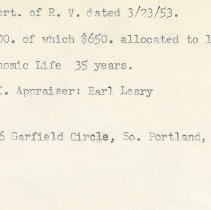 ert. of R. V. dated 3/23/53.
00. of which $650. allocated to l
nomic Life 35 years.
. Appraiser: Earl Leary
6 Garfield Circle, So. Portland,